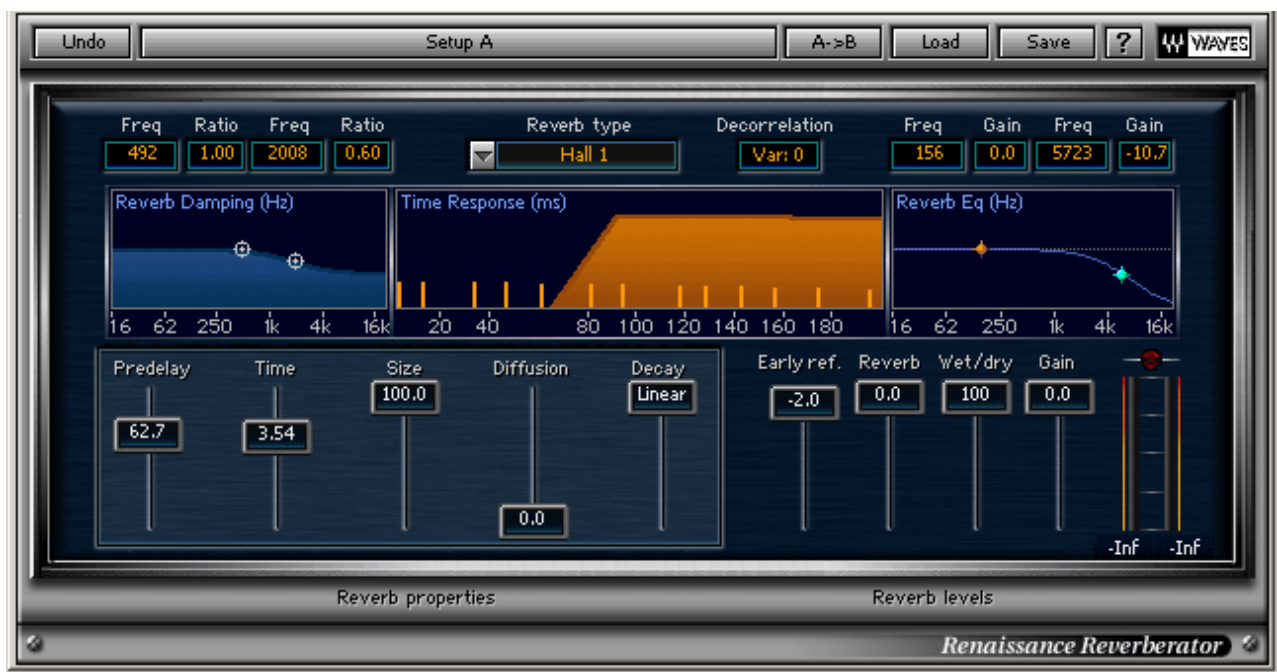 Undo Setup A A->B Load Save ? WAVES
Freq Ratio Freq Ratio Reverb type Decorrelation Freq Gain Freq Gain
492 1.00 2008 0.60 Hall 1 Var: 0 156 0.0 5723 -10.7
Reverb Damping (Hz) Time Response (ms) Reverb Eq (Hz)
16 62 250 1k 4k 16k 20 40 80 100 120 140 160 180 16 62 250 1k 4k 16k
Predelay Time Size Diffusion Decay Early ref. Reverb Wet/dry Gain
62.7 3.54 100.0 0.0 Linear -2.0 0.0 100 0.0
-Inf -Inf
Reverb properties Reverb levels
Renaissance Reverberator